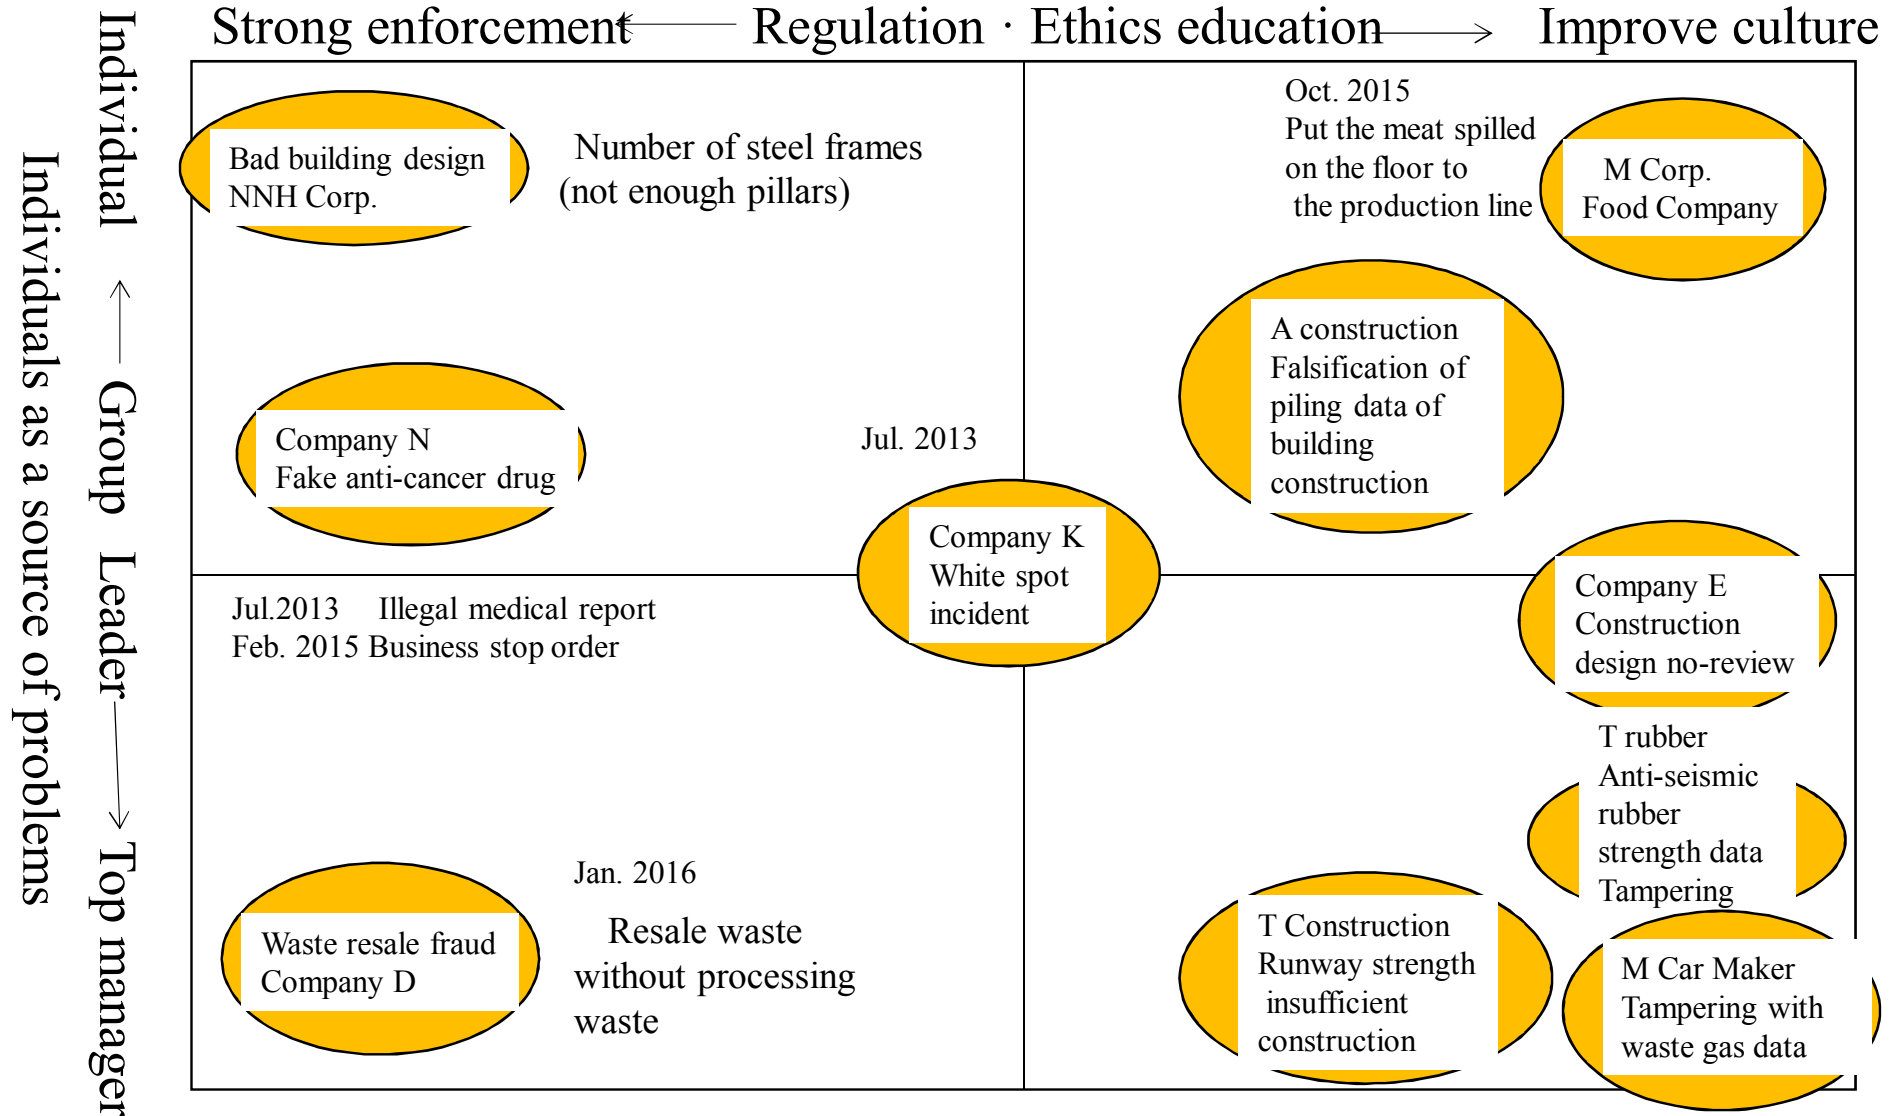 Strong enforcement
Regulation · Ethics education
Improve culture
Individuals as a source of problems
Individual
Group Leader
Top manager
Bad building design
NNH Corp.
Number of steel frames
(not enough pillars)
Oct. 2015
Put the meat spilled
on the floor to
the production line
M Corp.
Food Company
A construction
Falsification of
piling data of
building
construction
Company N
Fake anti-cancer drug
Jul. 2013
Company K
White spot
incident
Company E
Construction
design no-review
Jul.2013 Illegal medical report
Feb. 2015 Business stop order
T rubber
Anti-seismic
rubber
strength data
Tampering
Waste resale fraud
Company D
Jan. 2016
Resale waste
without processing
waste
T Construction
Runway strength
insufficient
construction
M Car Maker
Tampering with
waste gas data